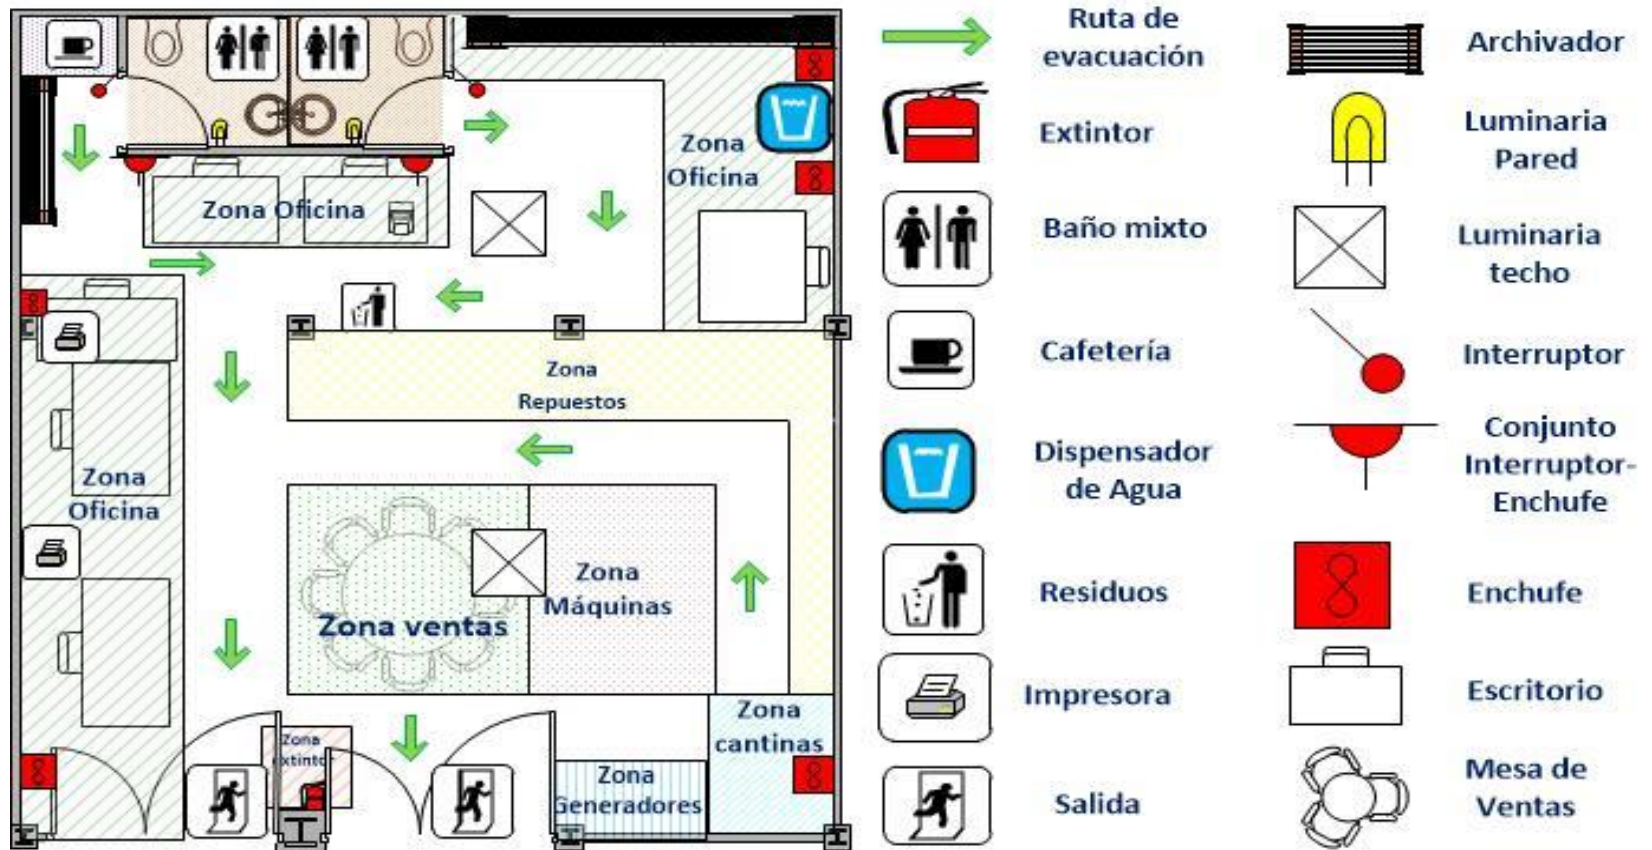 Zona
Oficina
Zona Oficina
Zona
Repuestos
Zona
Oficina
Zona
Máquinas
Zona ventas
Zona
cantinas
Zona
extintor
Zona
Generadores
Ruta de
evacuación
Extintor
Baño mixto
Cafetería
Dispensador
de Agua
Residuos
Impresora
Salida
Archivador
Luminaria
Pared
Luminaria
techo
Interruptor
Conjunto
Interruptor-
Enchufe
Enchufe
Escritorio
Mesa de
Ventas